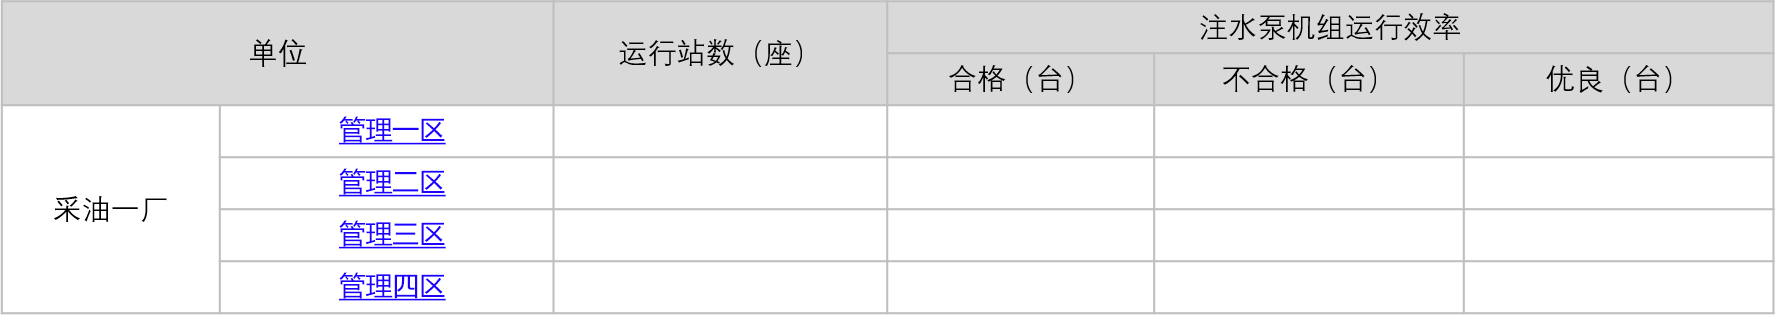 单位
运行站数（座）
注水泵机组运行效率
合格（台）
不合格（台）
优良（台）
采油一厂
管理一区
管理二区
管理三区
管理四区